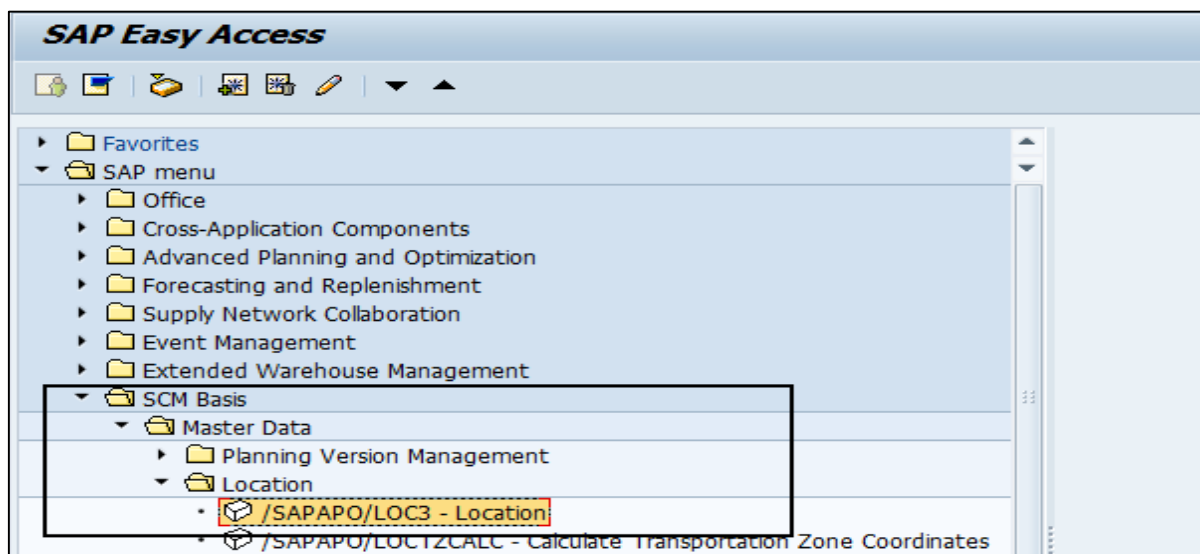 SAP Easy Access
Favorites
SAP menu
Office
Cross-Application Components
Advanced Planning and Optimization
Forecasting and Replenishment
Supply Network Collaboration
Event Management
Extended Warehouse Management
SCM Basis
Master Data
Planning Version Management
Location
/SAPAPO/LOC3 - Location
/SAPAPO/LOCTZCALC - Calculate Transportation Zone Coordinates